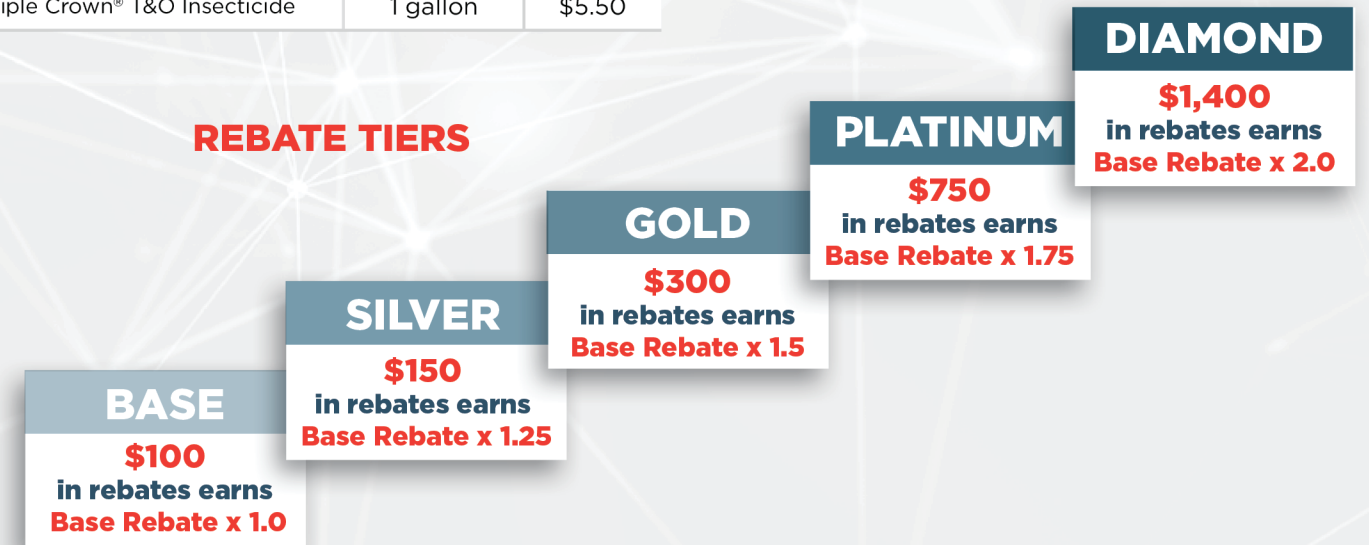 T&O Insecticide 1 gallon $5.50
REBATE TIERS
BASE
$100
in rebates earns
Base Rebate x 1.0
SILVER
$150
in rebates earns
Base Rebate x 1.25
GOLD
$300
in rebates earns
Base Rebate x 1.5
PLATINUM
$750
in rebates earns
Base Rebate x 1.75
DIAMOND
$1,400
in rebates earns
Base Rebate x 2.0